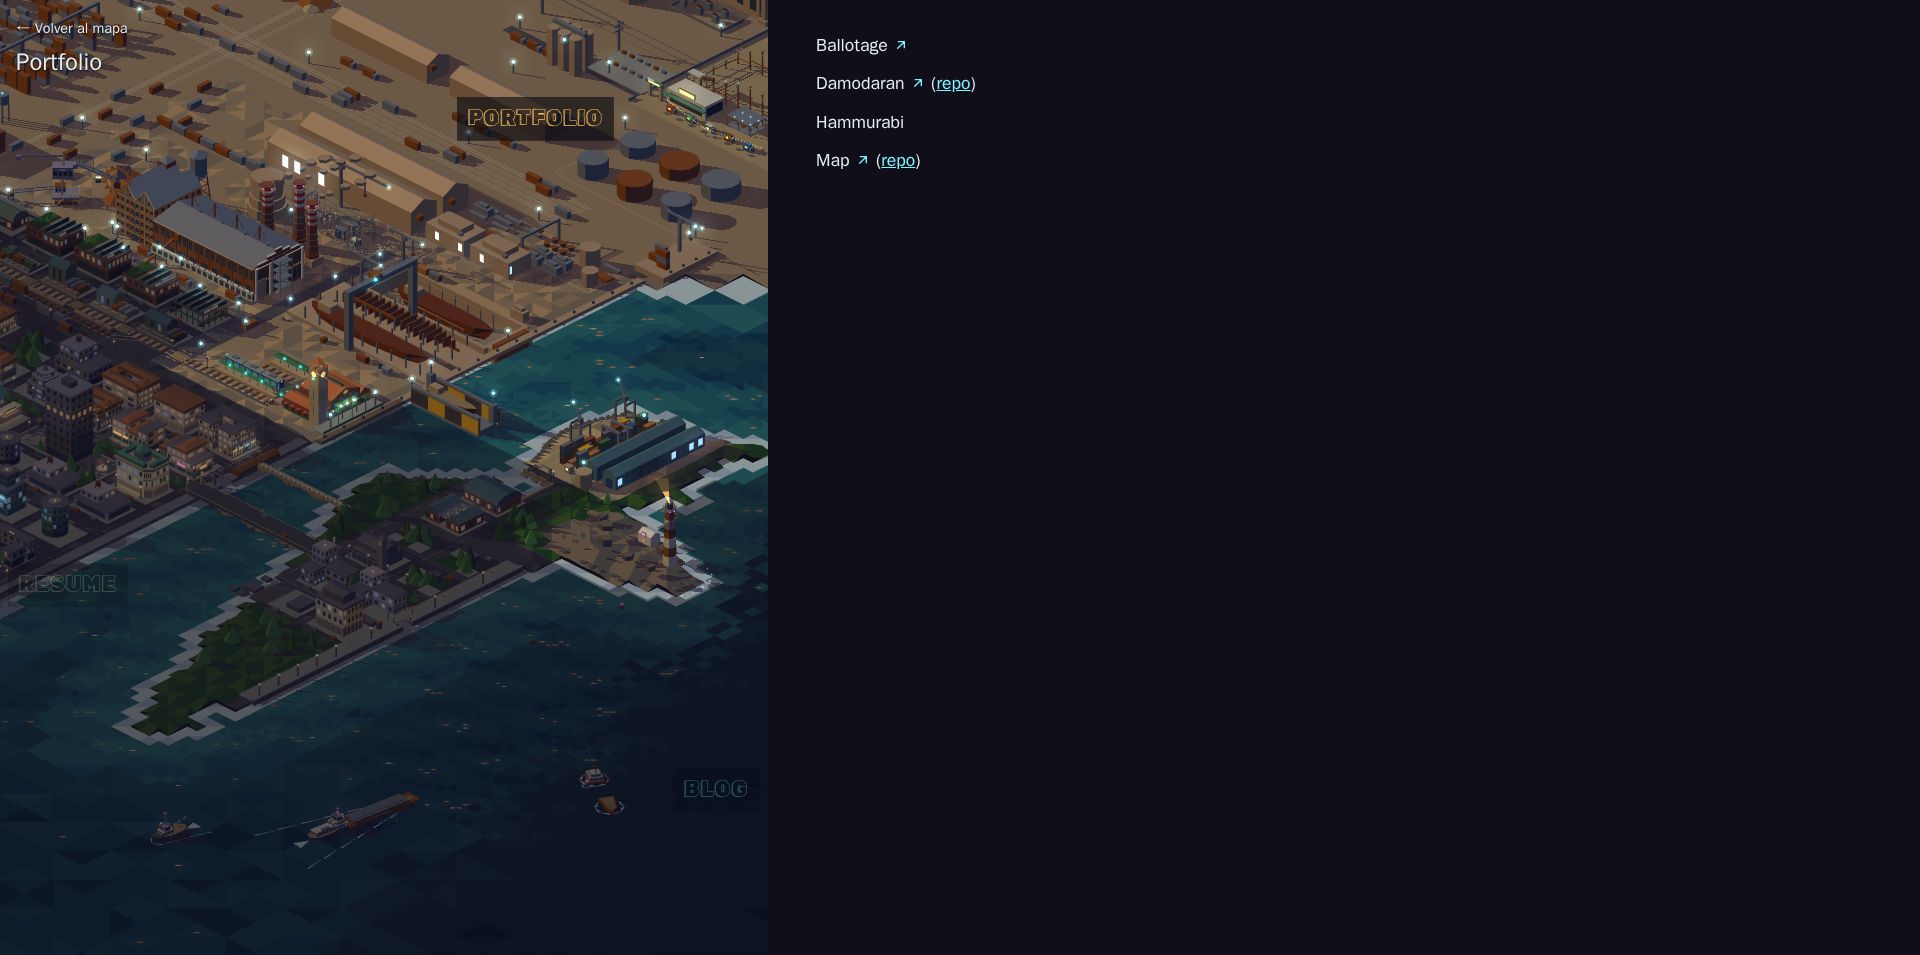 ← Volver al mapa
Portfolio
PORTFOLIO
RESUME
BLOG
Ballotage ↗
Damodaran ↗ (repo)
Hammurabi
Map ↗ (repo)